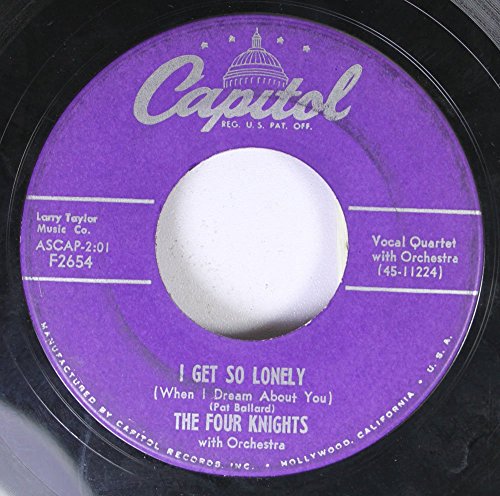 Capitol
REG. U.S. PAT. OFF.
Larry Taylor
Music Co.
ASCAP-2:01
F2654
Vocal Quartet
with Orchestra
(45-11224)
I GET SO LONELY
(When I Dream About You)
(Pat Ballard)
THE FOUR KNIGHTS
with Orchestra
MANUFACTURED BY CAPITOL RECORDS, INC. • HOLLYWOOD, CALIFORNIA • U.S.A.